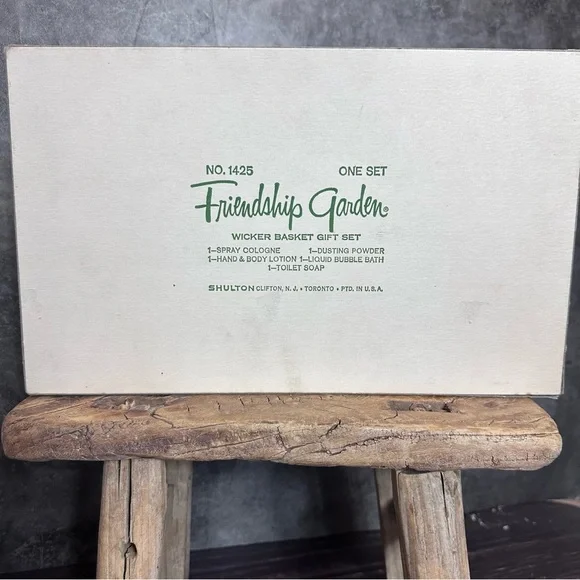 NO. 1425 ONE SET
Friendship Garden®
WICKER BASKET GIFT SET
1—SPRAY COLOGNE 1—DUSTING POWDER
1—HAND & BODY LOTION 1—LIQUID BUBBLE BATH
1—TOILET SOAP
SHULTON CLIFTON, N. J. • TORONTO • PTD. IN U.S.A.